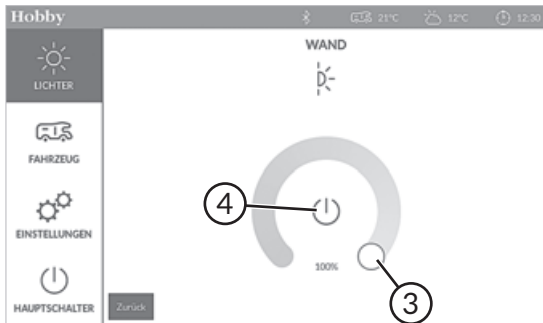 Hobby 21°C 12°C 12:30
LICHTER
FAHRZEUG
EINSTELLUNGEN
HAUPTSCHALTER
WAND
4
100%
3
Zurück